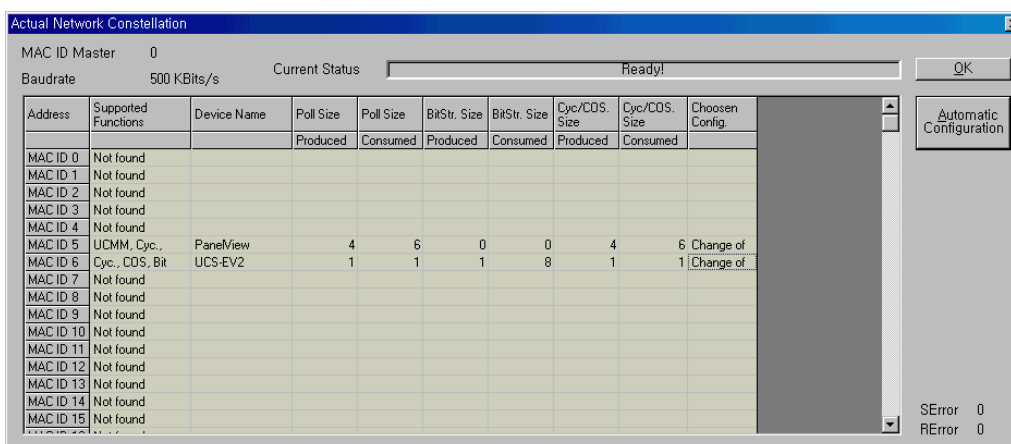 Actual Network Constellation
MAC ID Master 0
Baudrate 500 KBits/s
Current Status Ready!
OK
Automatic Configuration
Address Supported Functions Device Name Poll Size Poll Size BitStr. Size BitStr. Size Cyc/COS. Size Cyc/COS. Size Choosen Config.
Produced Consumed Produced Consumed Produced Consumed
MAC ID 0 Not found
MAC ID 1 Not found
MAC ID 2 Not found
MAC ID 3 Not found
MAC ID 4 Not found
MAC ID 5 UCMM, Cyc., PanelView 4 6 0 0 4 6 Change of
MAC ID 6 Cyc., COS, Bit UCS-EV2 1 1 1 8 1 1 Change of
MAC ID 7 Not found
MAC ID 8 Not found
MAC ID 9 Not found
MAC ID 10 Not found
MAC ID 11 Not found
MAC ID 12 Not found
MAC ID 13 Not found
MAC ID 14 Not found
MAC ID 15 Not found
SError 0
RError 0